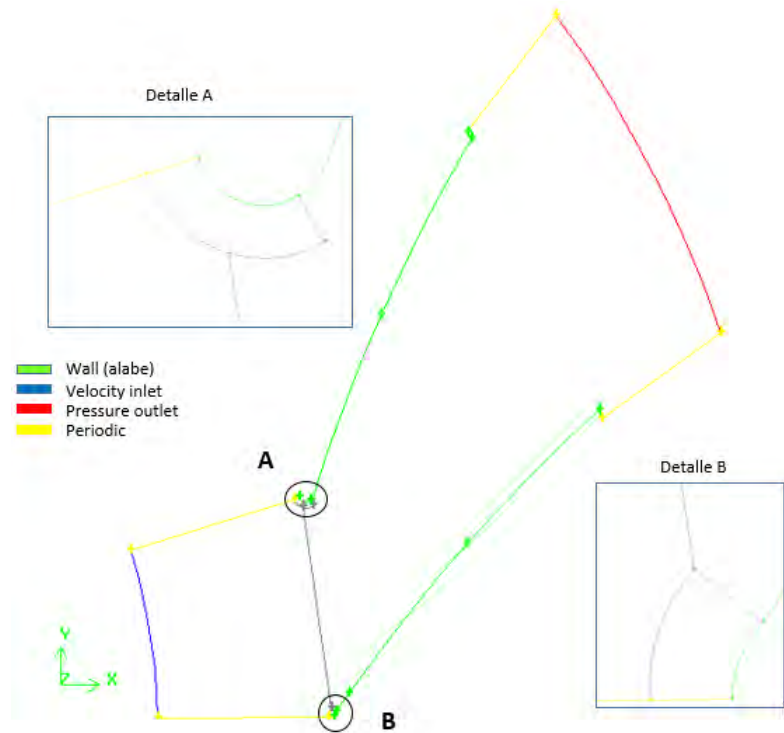 Detalle A
Wall (alabe)
Velocity inlet
Pressure outlet
Periodic
A
Detalle B
Y
Z X
B